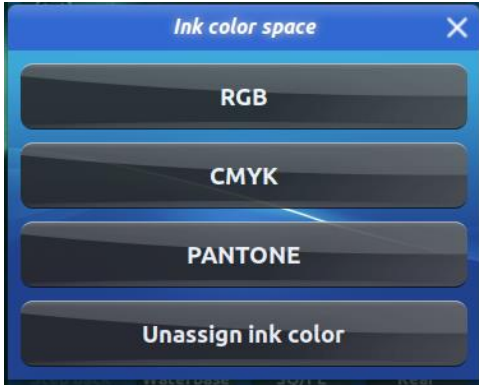 Ink color space
RGB
CMYK
PANTONE
Unassign ink color